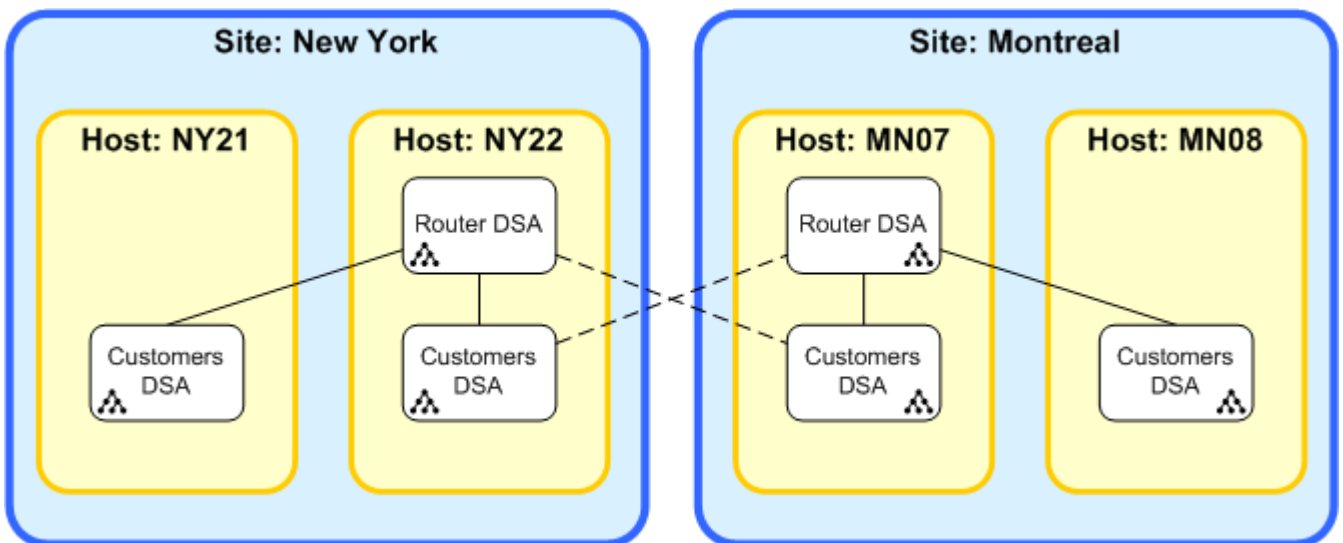 Site: New York
Site: Montreal
Host: NY21
Host: NY22
Host: MN07
Host: MN08
Router DSA
Router DSA
Customers
DSA
Customers
DSA
Customers
DSA
Customers
DSA